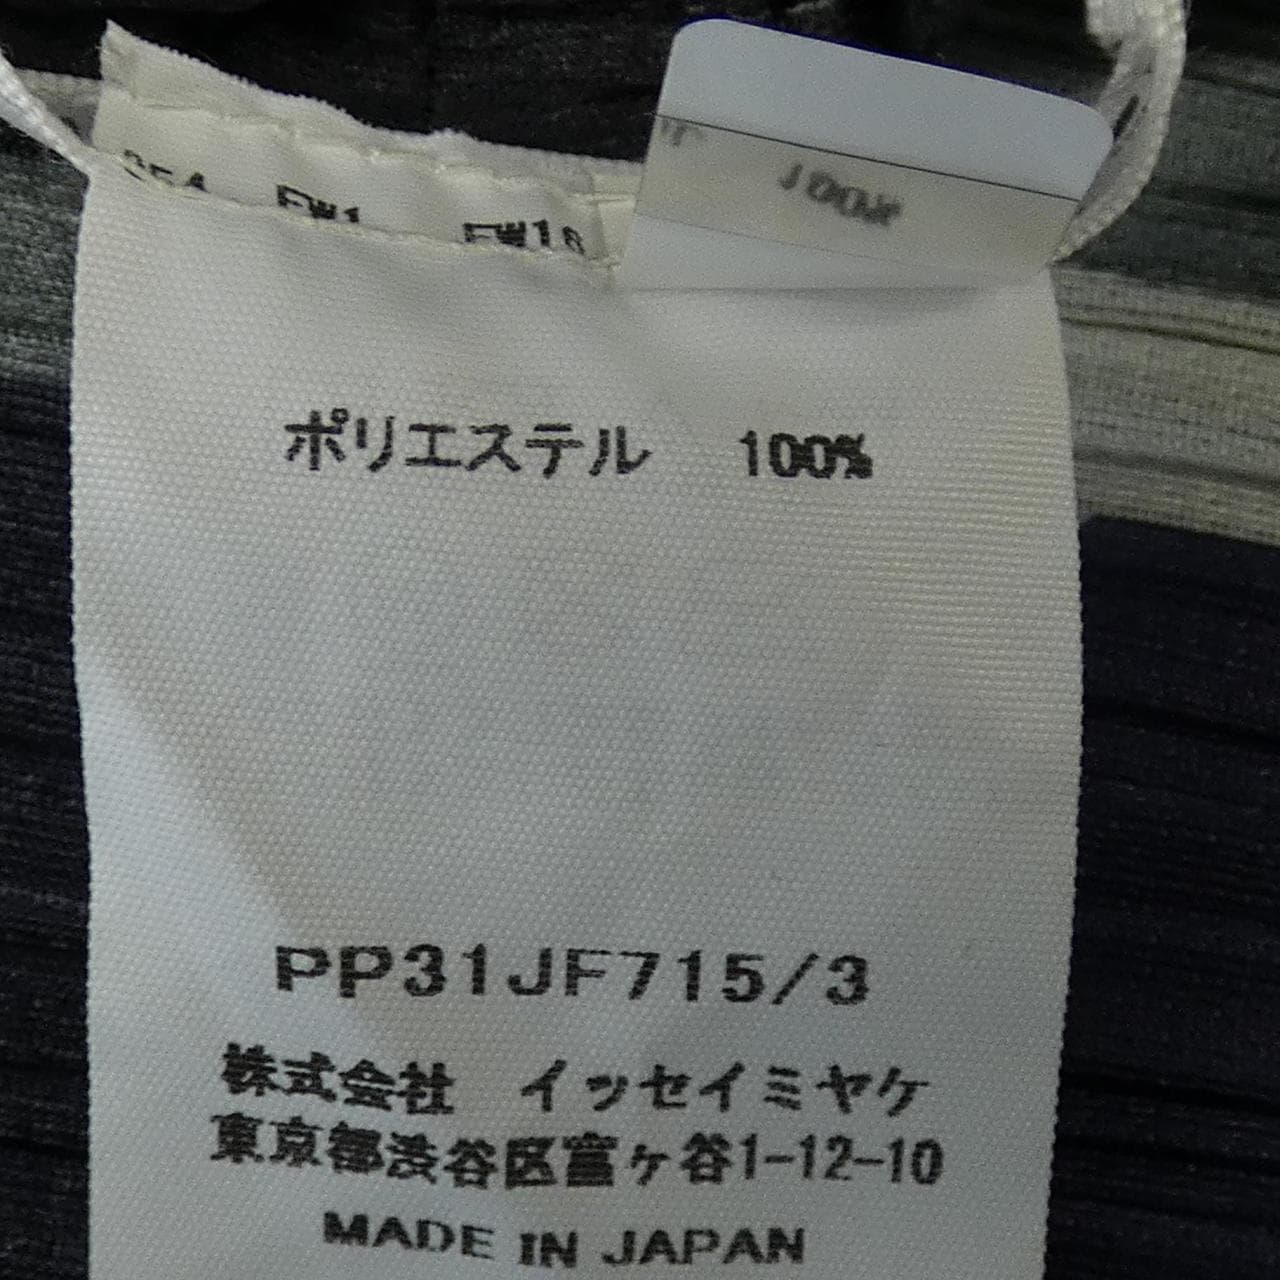 ポリエステル 100%
PP31JF715/3
株式会社 イッセイミヤケ
東京都渋谷区富ヶ谷1-12-10
MADE IN JAPAN